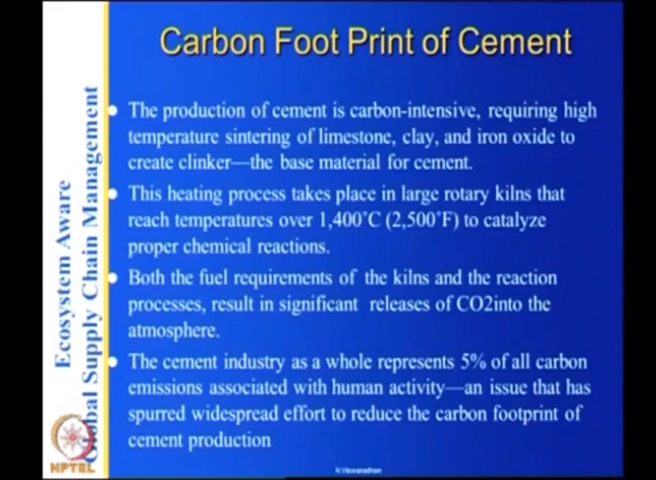 Carbon Foot Print of Cement
The production of cement is carbon-intensive, requiring high
temperature sintering of limestone, clay, and iron oxide to
create clinker—the base material for cement.
This heating process takes place in large rotary kilns that
reach temperatures over 1,400˚C (2,500˚F) to catalyze
proper chemical reactions.
Both the fuel requirements of the kilns and the reaction
processes, result in significant releases of CO2into the
atmosphere.
The cement industry as a whole represents 5% of all carbon
emissions associated with human activity—an issue that has
spurred widespread effort to reduce the carbon footprint of
cement production
Ecosystem Aware
Global Supply Chain Management
NPTEL
N.Viswanadham